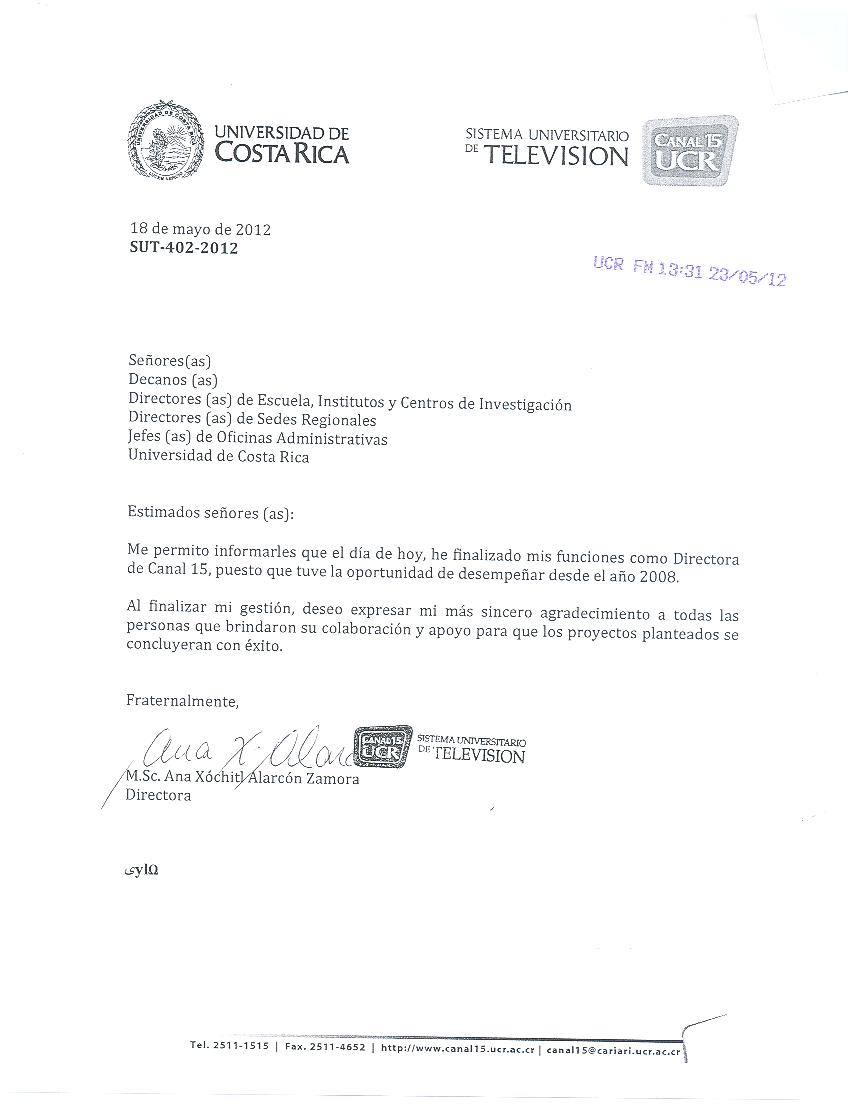 UNIVERSIDAD DE
COSTA RICA
SISTEMA UNIVERSITARIO
DE TELEVISION
CANAL 15
UCR
18 de mayo de 2012
SUT-402-2012
UCR FM 13:31 23/05/12
Señores(as)
Decanos (as)
Directores (as) de Escuela, Institutos y Centros de Investigación
Directores (as) de Sedes Regionales
Jefes (as) de Oficinas Administrativas
Universidad de Costa Rica
Estimados señores (as):
Me permito informarles que el día de hoy, he finalizado mis funciones como Directora
de Canal 15, puesto que tuve la oportunidad de desempeñar desde el año 2008.
Al finalizar mi gestión, deseo expresar mi más sincero agradecimiento a todas las
personas que brindaron su colaboración y apoyo para que los proyectos planteados se
concluyeran con éxito.
Fraternalmente,
Ana X. Alarc
CANAL 15
UCR
SISTEMA UNIVERSITARIO
DE TELEVISION
M.Sc. Ana Xóchitl Alarcón Zamora
Directora
Tel. 2511-1515 | Fax. 2511-4652 | http://www.canal15.ucr.ac.cr | canal15@cariari.ucr.ac.cr